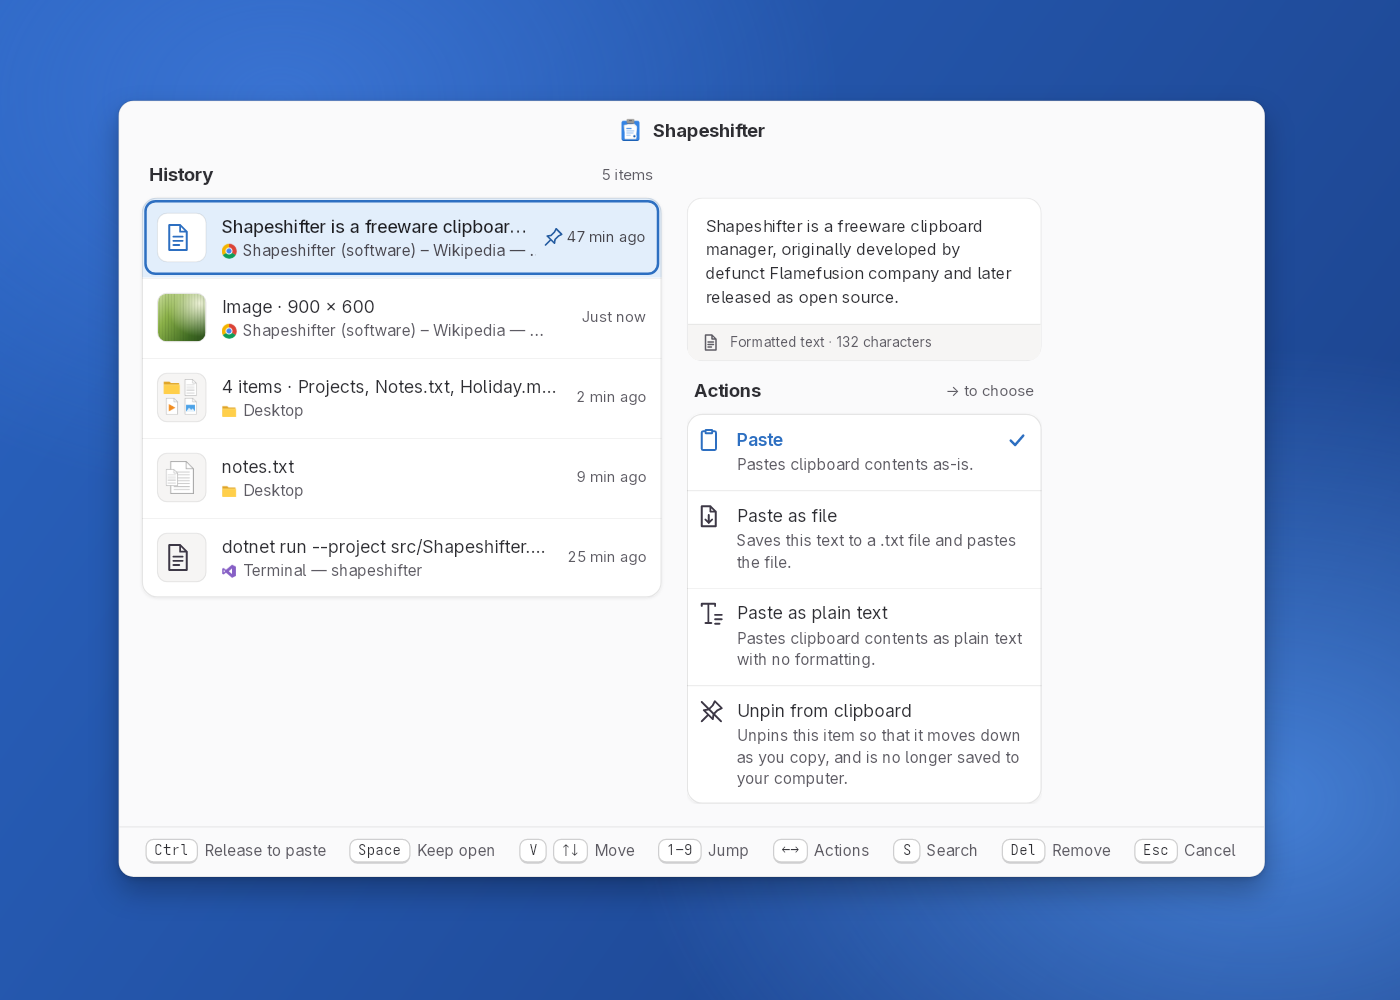 Shapeshifter
History
5 items
Shapeshifter is a freeware clipboar…
Shapeshifter (software) – Wikipedia — .
47 min ago
Image · 900 × 600
Shapeshifter (software) – Wikipedia — …
Just now
4 items · Projects, Notes.txt, Holiday.m…
Desktop
2 min ago
notes.txt
Desktop
9 min ago
dotnet run --project src/Shapeshifter.…
Terminal — shapeshifter
25 min ago
Shapeshifter is a freeware clipboard
manager, originally developed by
defunct Flamefusion company and later
released as open source.
Formatted text · 132 characters
Actions
→ to choose
Paste
Pastes clipboard contents as-is.
Paste as file
Saves this text to a .txt file and pastes
the file.
Paste as plain text
Pastes clipboard contents as plain text
with no formatting.
Unpin from clipboard
Unpins this item so that it moves down
as you copy, and is no longer saved to
your computer.
Ctrl Release to paste Space Keep open V ↑↓ Move 1–9 Jump ←→ Actions S Search Del Remove Esc Cancel